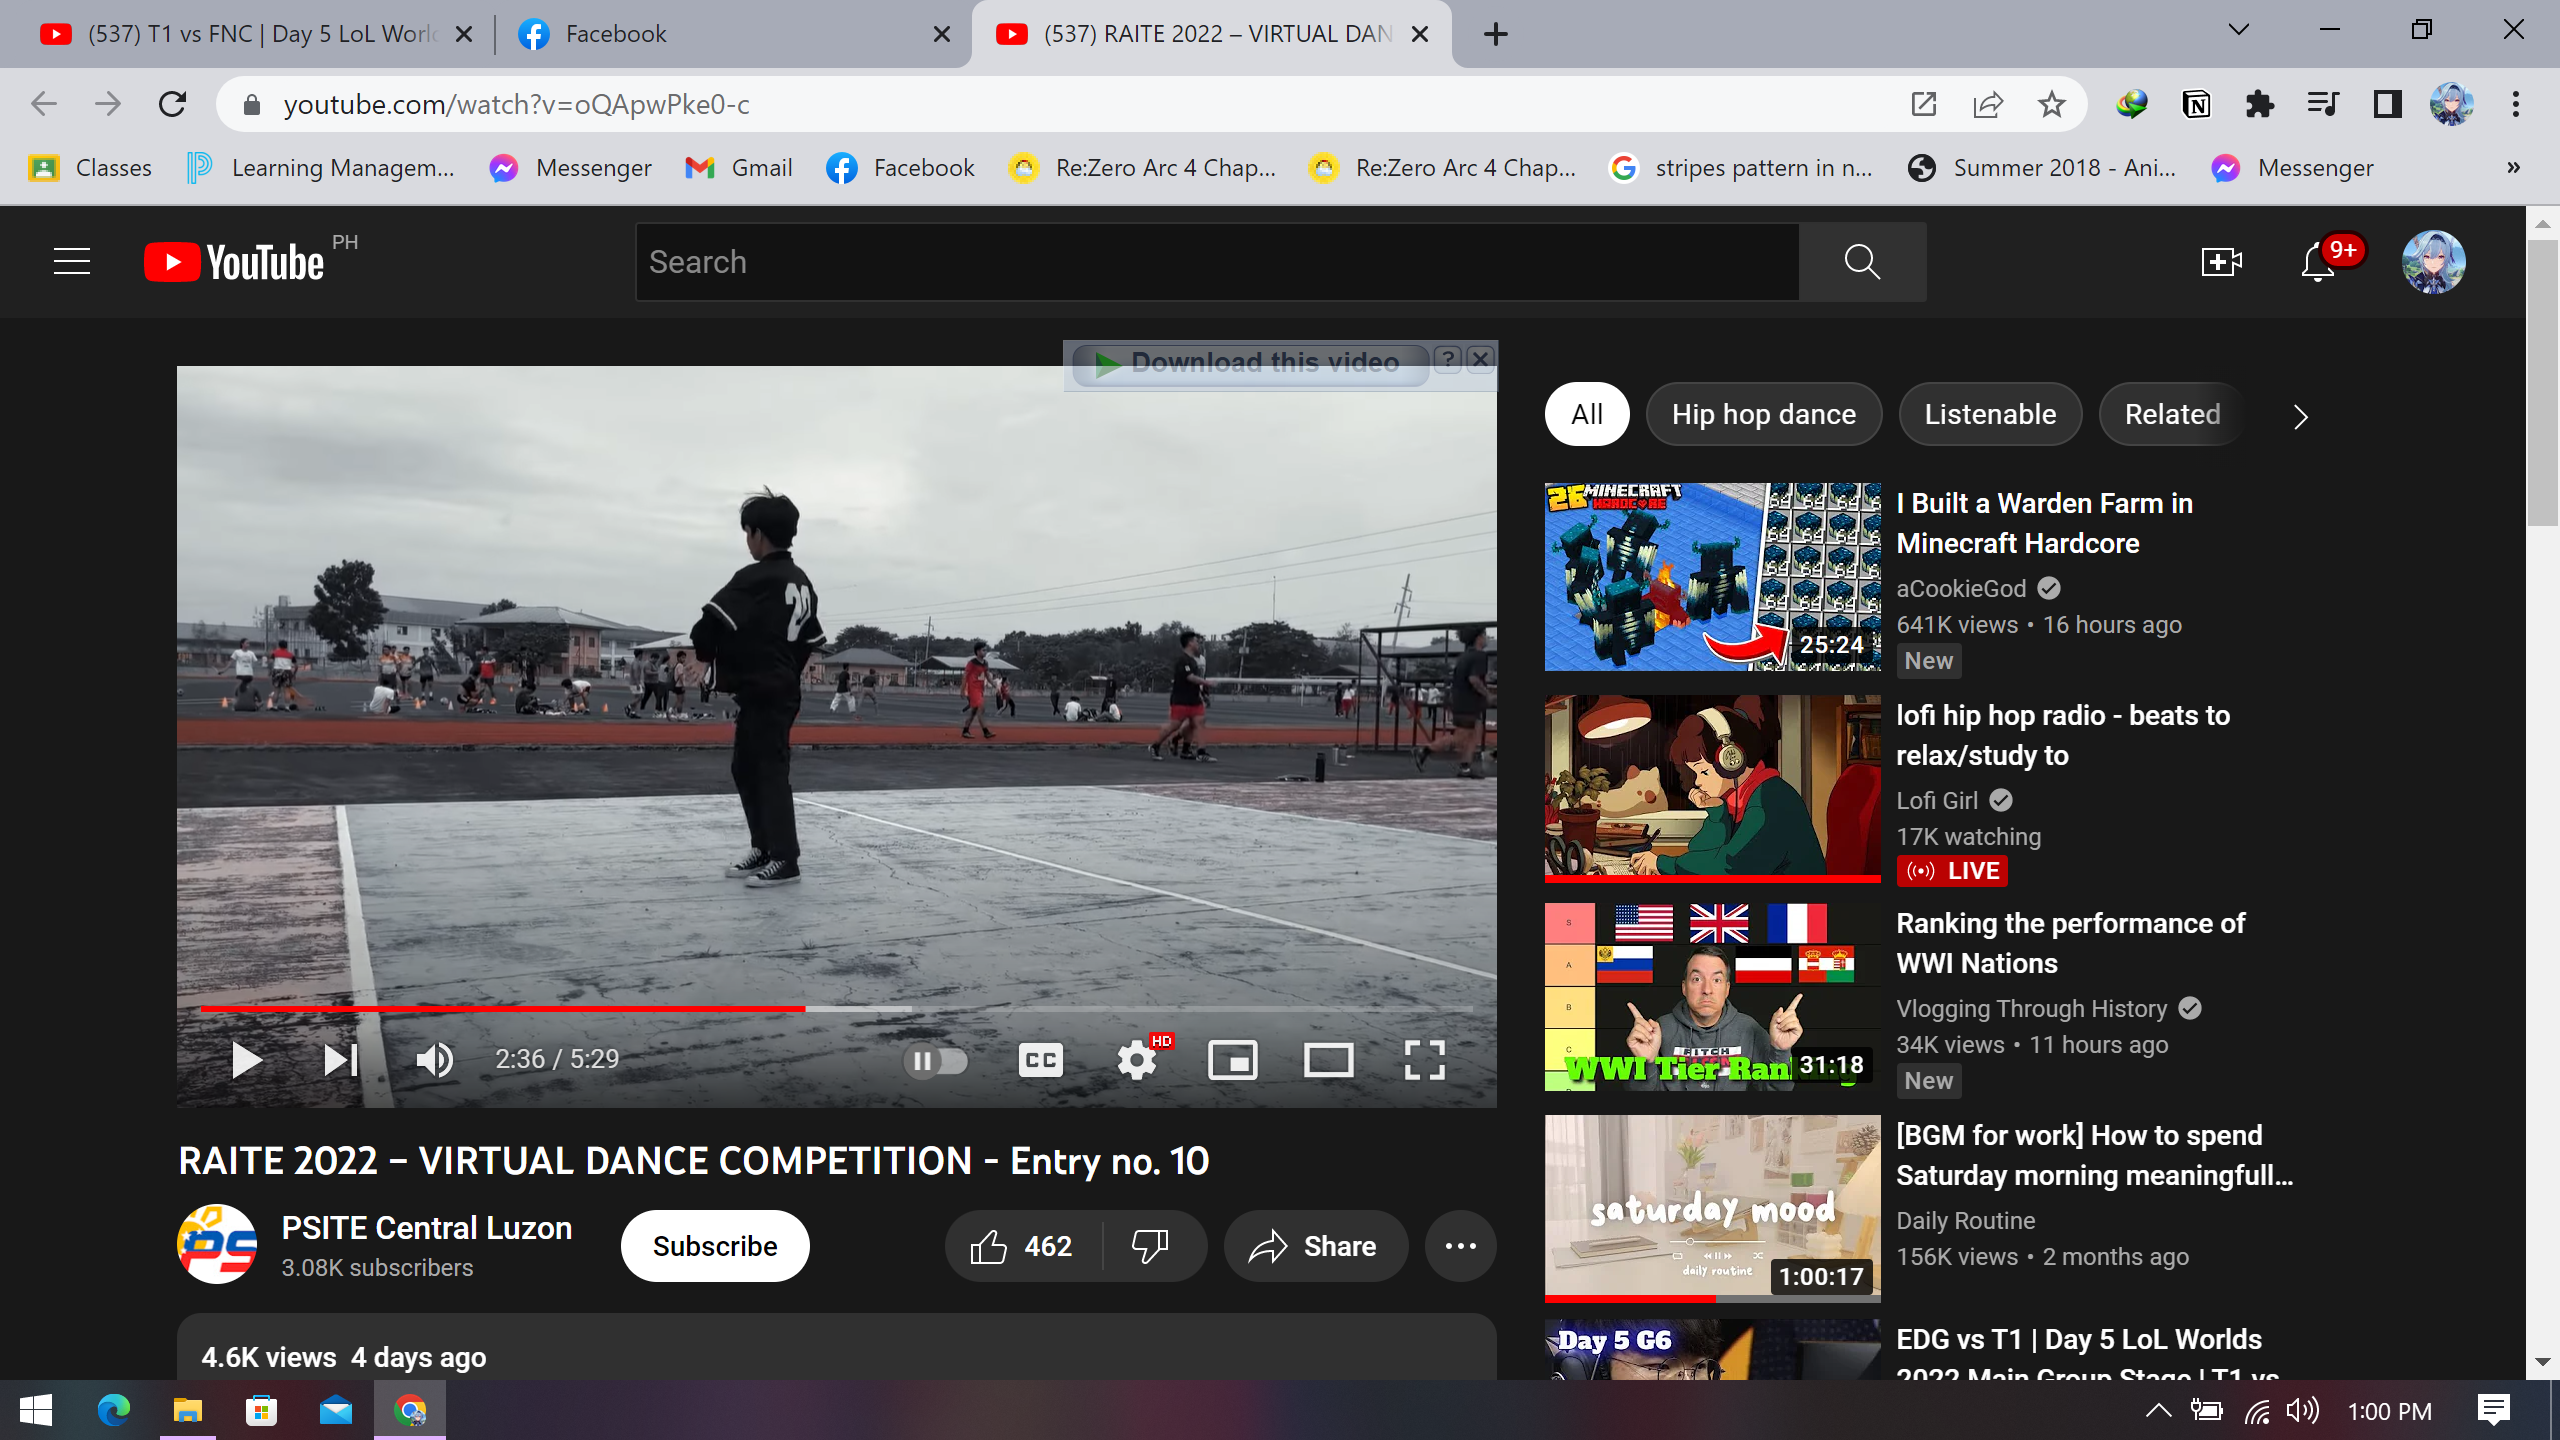 (537) T1 vs FNC | Day 5 LoL Worl
Facebook
(537) RAITE 2022 – VIRTUAL DAN
youtube.com/watch?v=oQApwPke0-c
Classes
Learning Managem...
Messenger
Gmail
Facebook
Re:Zero Arc 4 Chap...
Re:Zero Arc 4 Chap...
stripes pattern in n...
Summer 2018 - Ani...
Messenger
»
YouTube PH
Search
9+
Download this video ?
All
Hip hop dance
Listenable
Related
20
26 MINECRAFT
HARDCORE
25:24
I Built a Warden Farm in
Minecraft Hardcore
aCookieGod
641K views • 16 hours ago
New
lofi hip hop radio - beats to
relax/study to
Lofi Girl
17K watching
LIVE
S
A
B
C
WWI Tier Ran
31:18
Ranking the performance of
WWI Nations
Vlogging Through History
34K views • 11 hours ago
New
saturday mood
daily routine
1:00:17
[BGM for work] How to spend
Saturday morning meaningfull...
Daily Routine
156K views • 2 months ago
Day 5 G6
EDG vs T1 | Day 5 LoL Worlds
2022 Main Group Stage | T1 vs
2:36 / 5:29
CC
HD
RAITE 2022 – VIRTUAL DANCE COMPETITION - Entry no. 10
PSITE Central Luzon
3.08K subscribers
Subscribe
462
Share
4.6K views 4 days ago
1:00 PM